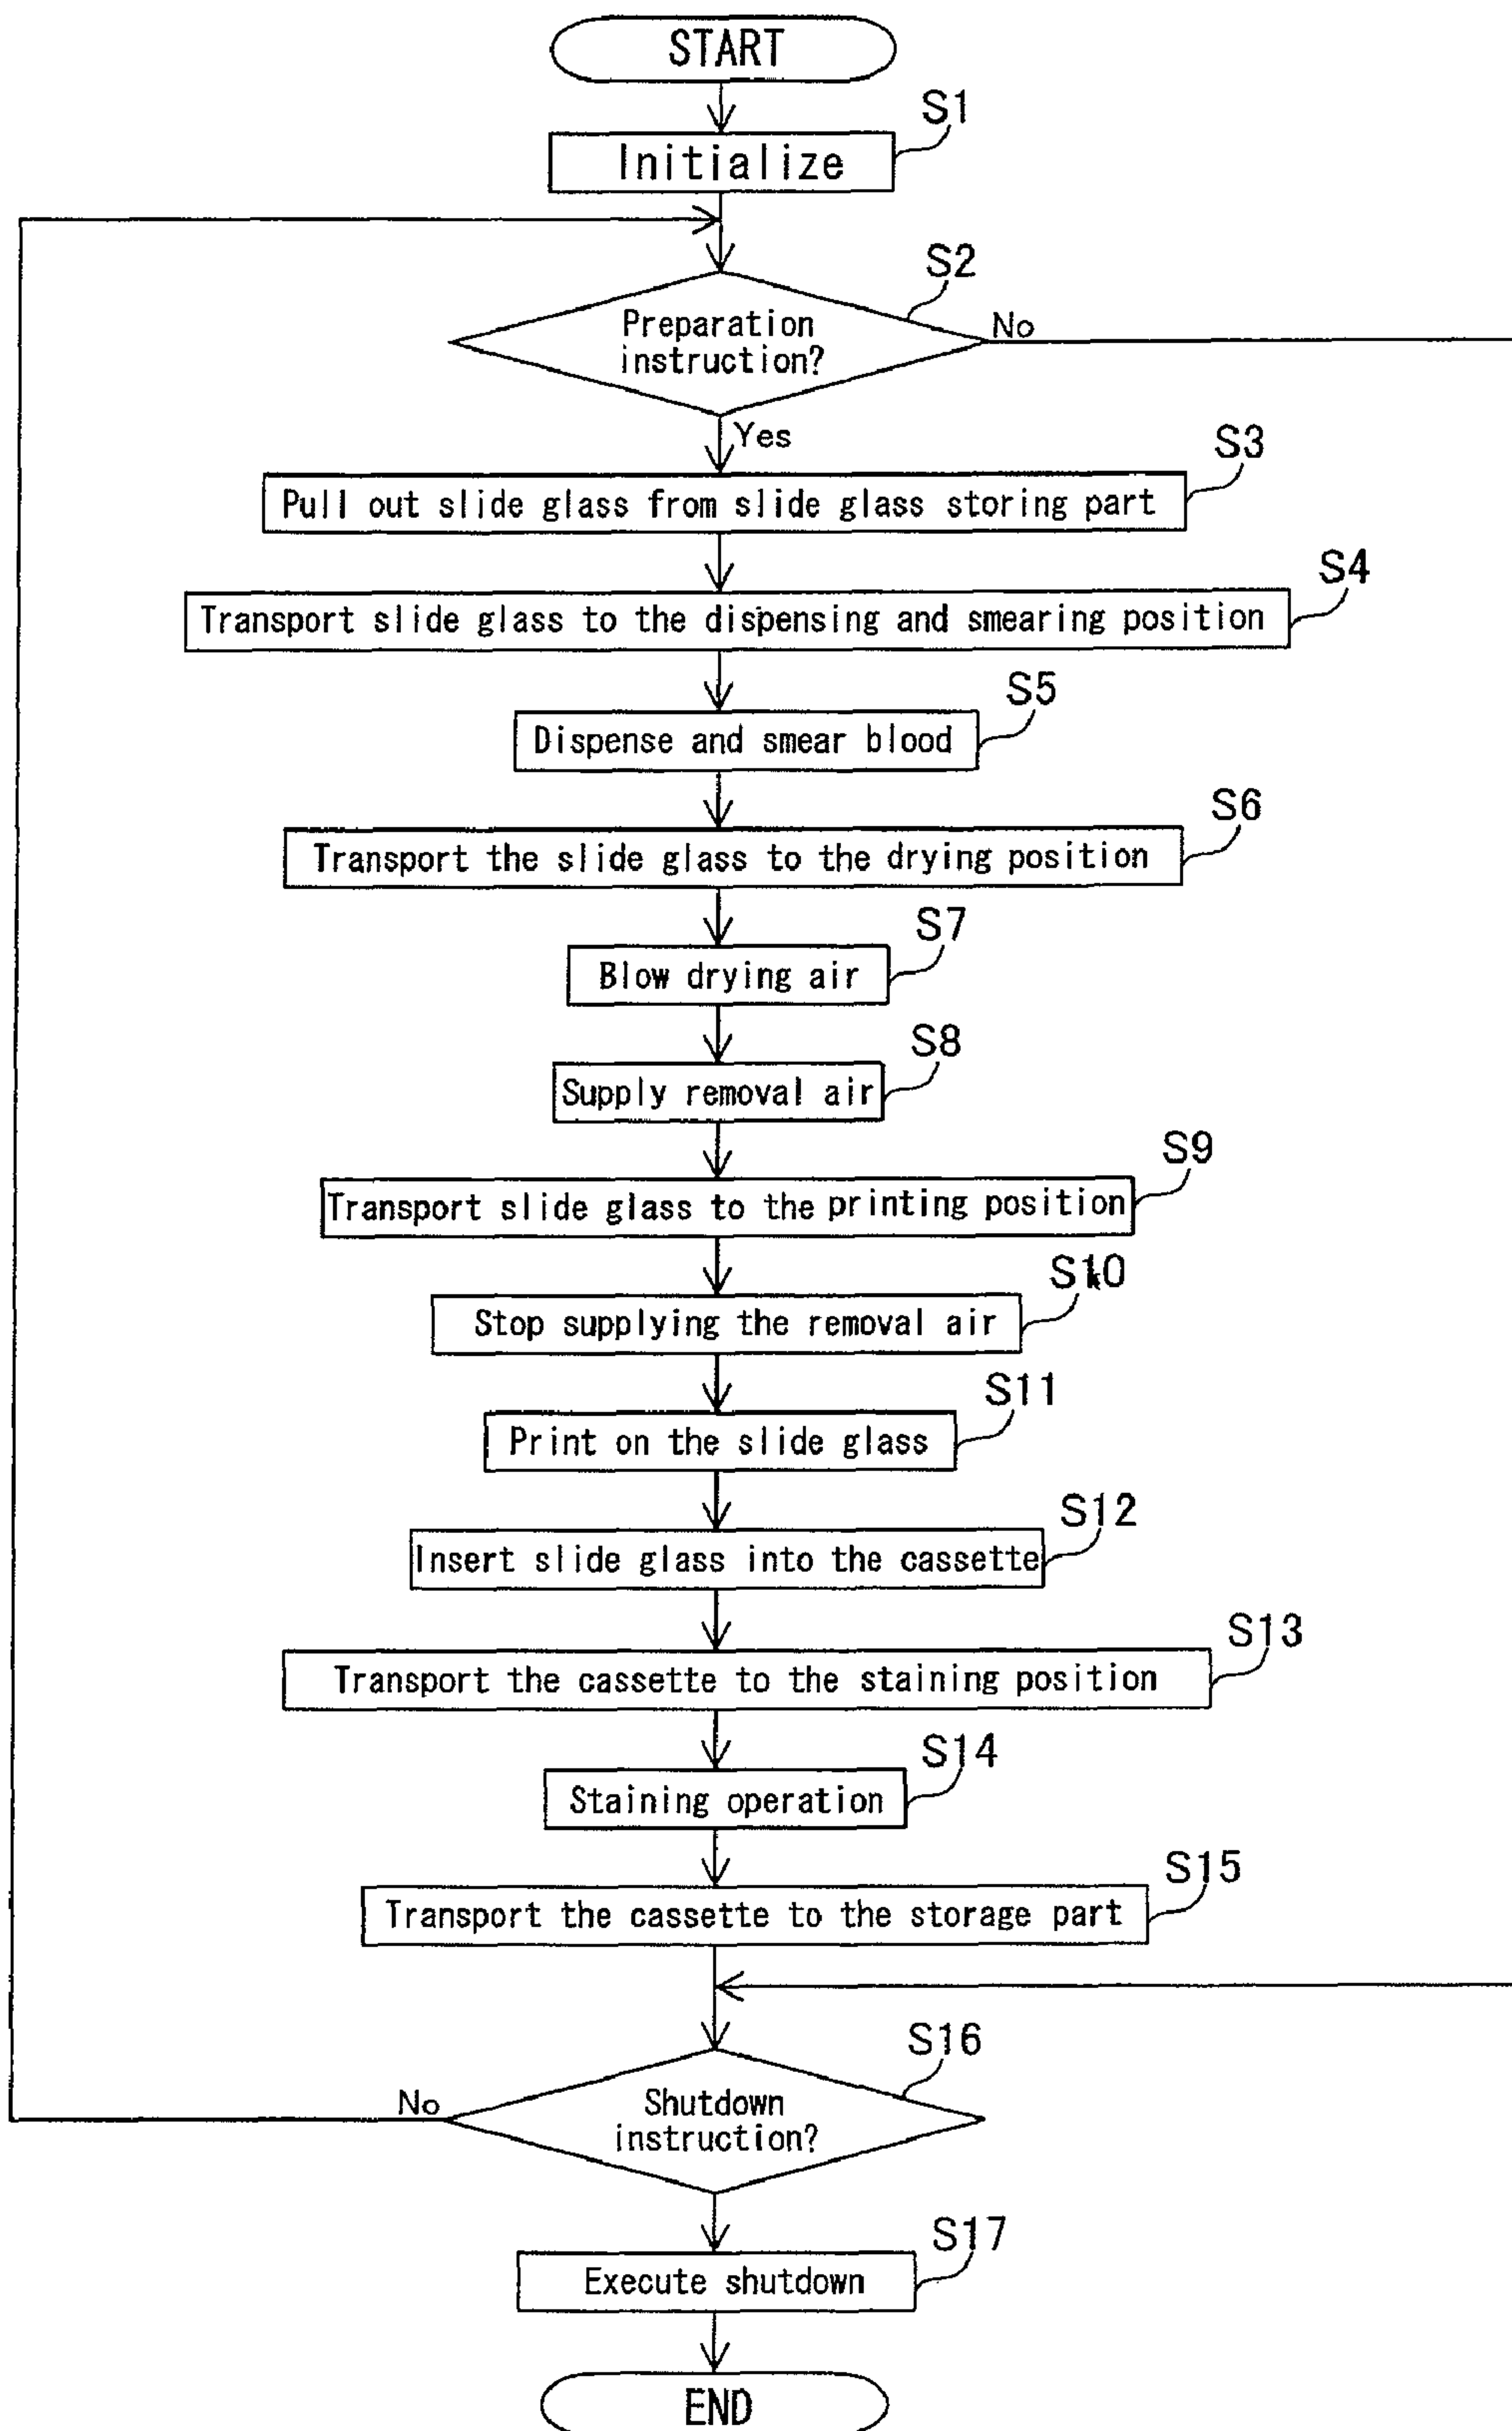 START
S1
Initialize
S2
Preparation
instruction?
No
Yes
S3
Pull out slide glass from slide glass storing part
S4
Transport slide glass to the dispensing and smearing position
S5
Dispense and smear blood
S6
Transport the slide glass to the drying position
S7
Blow drying air
S8
Supply removal air
S9
Transport slide glass to the printing position
S10
Stop supplying the removal air
S11
Print on the slide glass
S12
Insert slide glass into the cassette
S13
Transport the cassette to the staining position
S14
Staining operation
S15
Transport the cassette to the storage part
S16
Shutdown
instruction?
No
S17
Execute shutdown
END